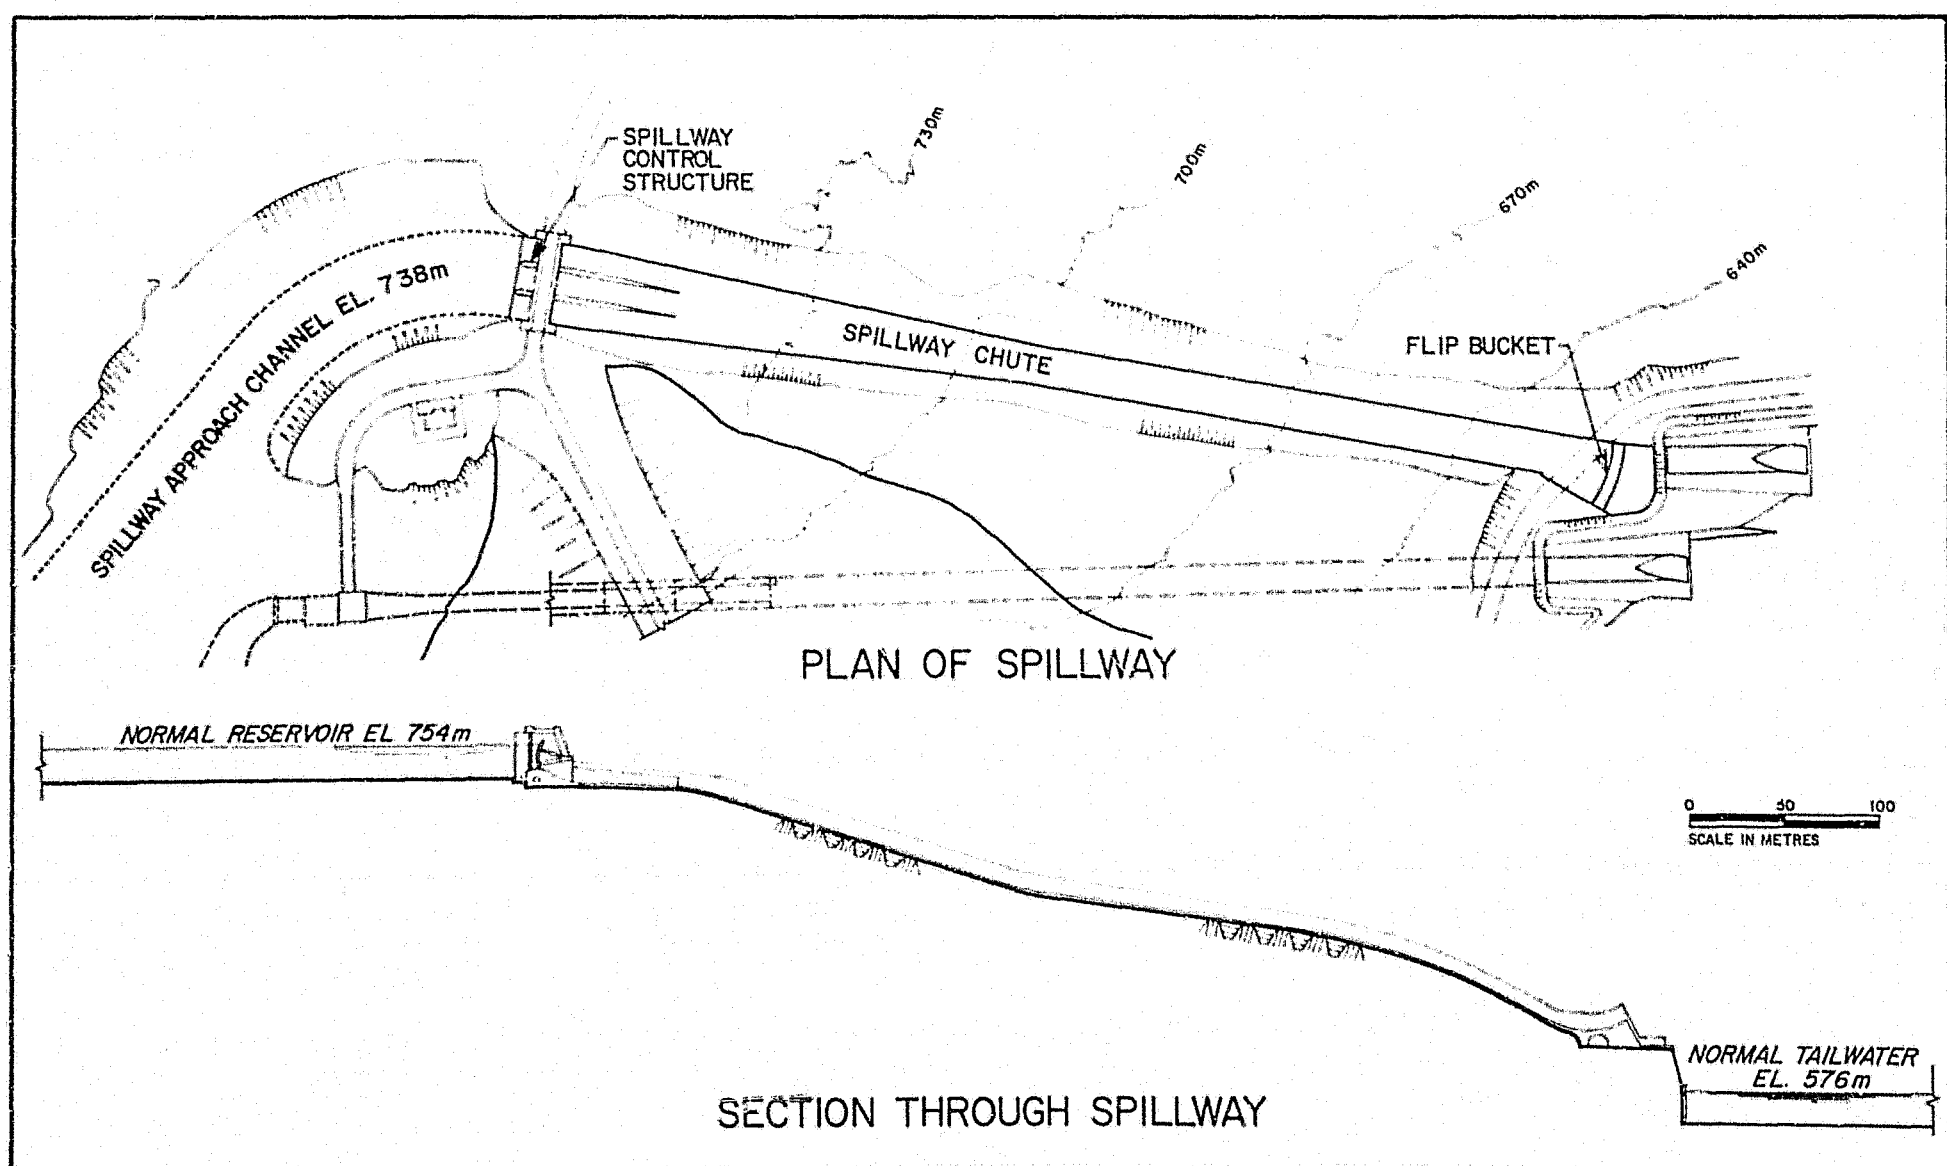 SPILLWAY
CONTROL
STRUCTURE
730m
700m
670m
640m
SPILLWAY APPROACH CHANNEL EL. 738m
SPILLWAY CHUTE
FLIP BUCKET
PLAN OF SPILLWAY
NORMAL RESERVOIR EL 754m
0 50 100
SCALE IN METRES
NORMAL TAILWATER
EL. 576m
SECTION THROUGH SPILLWAY